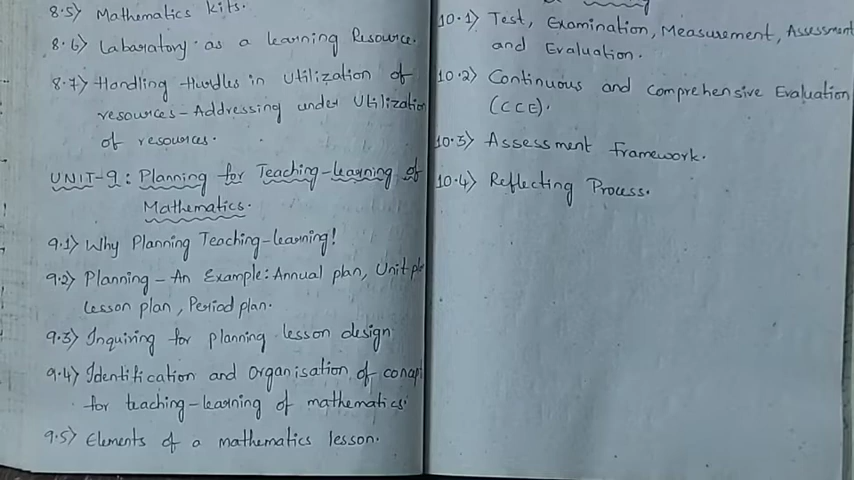 8.5) Mathematics Kits.
8.6) Laboratory as a learning Resource.
8.7) Handling Hurdles in Utilization of
resources - Addressing under Utilization
of resources.
UNIT-9: Planning for Teaching-learning of
Mathematics.
9.1) Why Planning Teaching-learning!
9.2) Planning - An Example: Annual plan, Unit
lesson plan, Period plan.
9.3) Inquiring for planning lesson design
9.4) Identification and Organisation of
for teaching-learning of mathematics.
9.5) Elements of a mathematics lesson.
10.1) Test, Examination, Measurement, Assessment
and Evaluation.
10.2) Continuous and Comprehensive Evaluation
(CCE).
10.3) Assessment framework.
10.4) Reflecting Process.